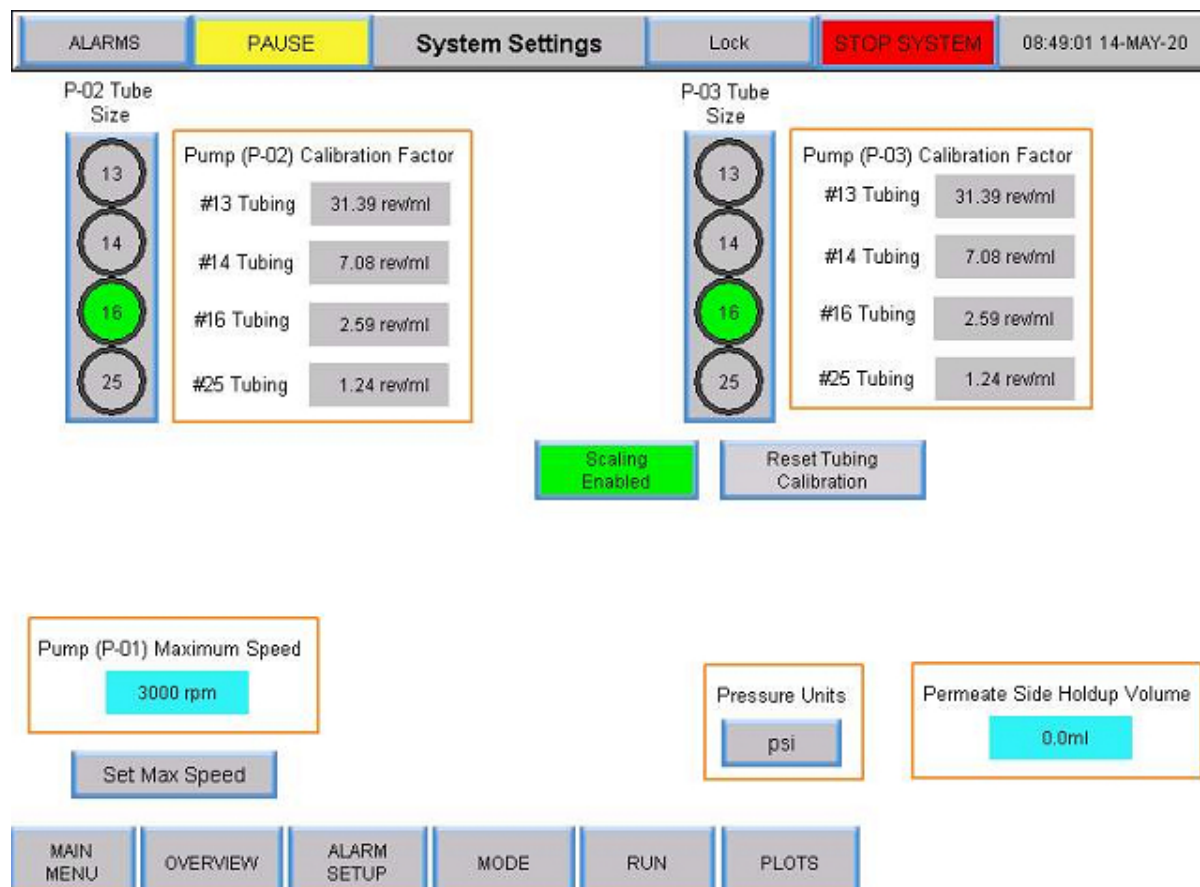 ALARMS
PAUSE
System Settings
Lock
STOP SYSTEM
08:49:01 14-MAY-20
P-02 Tube
Size
13
14
16
25
Pump (P-02) Calibration Factor
#13 Tubing 31.39 rev/ml
#14 Tubing 7.08 rev/ml
#16 Tubing 2.59 rev/ml
#25 Tubing 1.24 rev/ml
P-03 Tube
Size
13
14
16
25
Pump (P-03) Calibration Factor
#13 Tubing 31.39 rev/ml
#14 Tubing 7.08 rev/ml
#16 Tubing 2.59 rev/ml
#25 Tubing 1.24 rev/ml
Scaling
Enabled
Reset Tubing
Calibration
Pump (P-01) Maximum Speed
3000 rpm
Set Max Speed
Pressure Units
psi
Permeate Side Holdup Volume
0.0ml
MAIN
MENU
OVERVIEW
ALARM
SETUP
MODE
RUN
PLOTS